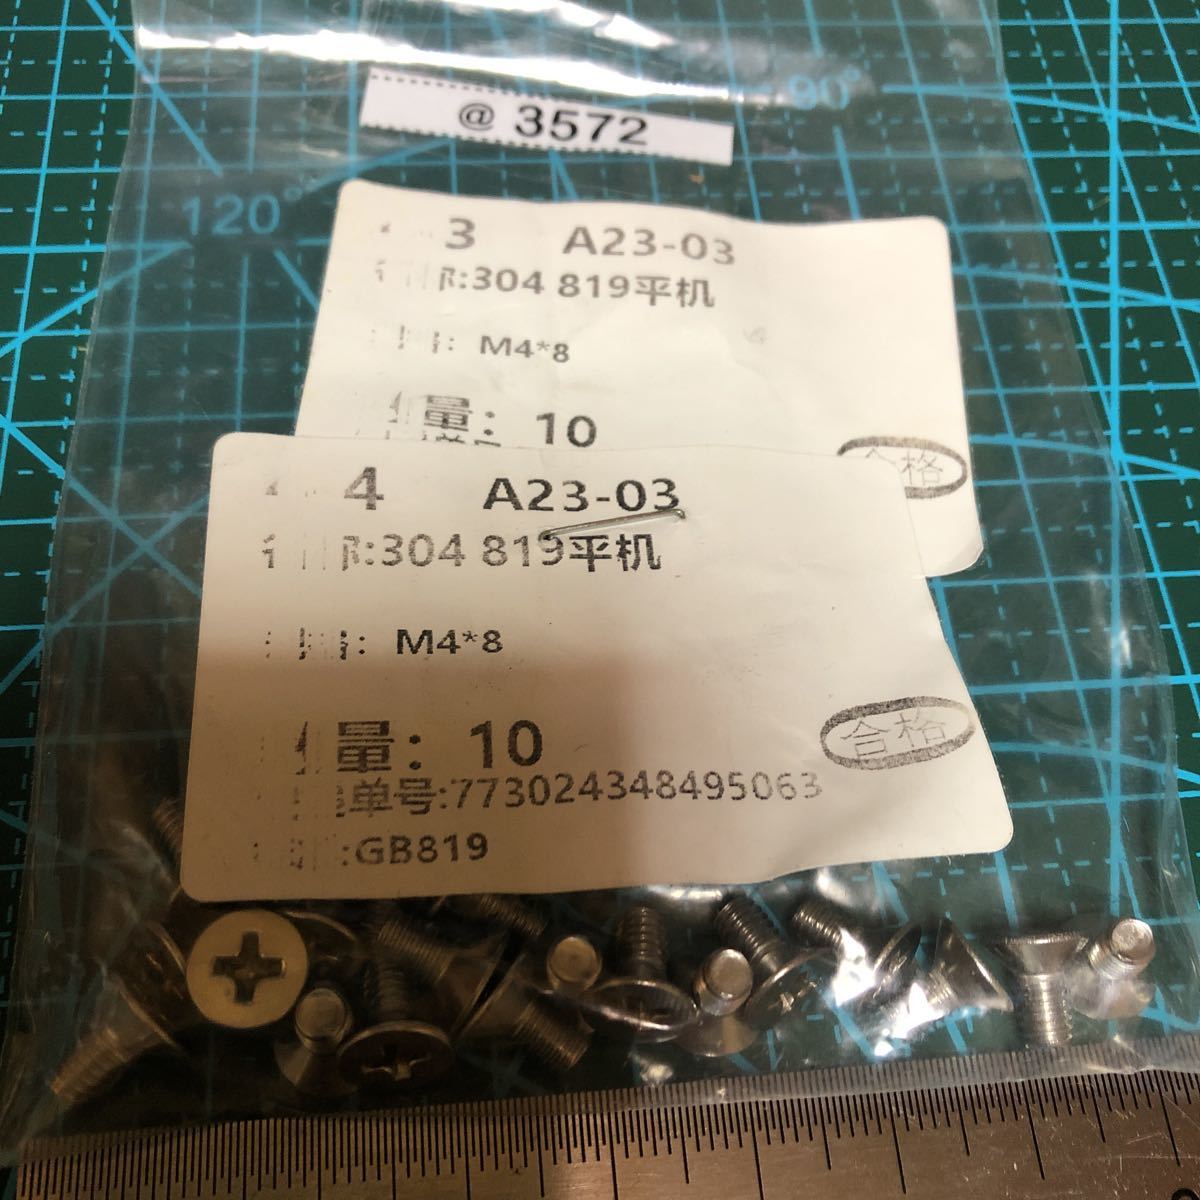 90°
@ 3572
120°
3 A23-03
:304 819平机
: M4*8
量: 10
合格
4 A23-03
:304 819平机
: M4*8
量: 10
合格
单号:773024348495063
:GB819